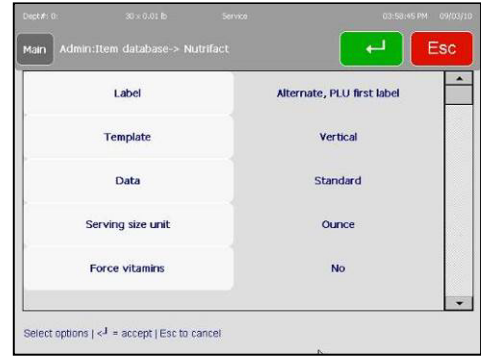 Dept#: 0: 30 x 0.01 lb Service 03:58:45 PM 09/03/10
Main Admin:Item database-> Nutrifact Esc
Label Alternate, PLU first label
Template Vertical
Data Standard
Serving size unit Ounce
Force vitamins No
Select options | <┘ = accept | Esc to cancel